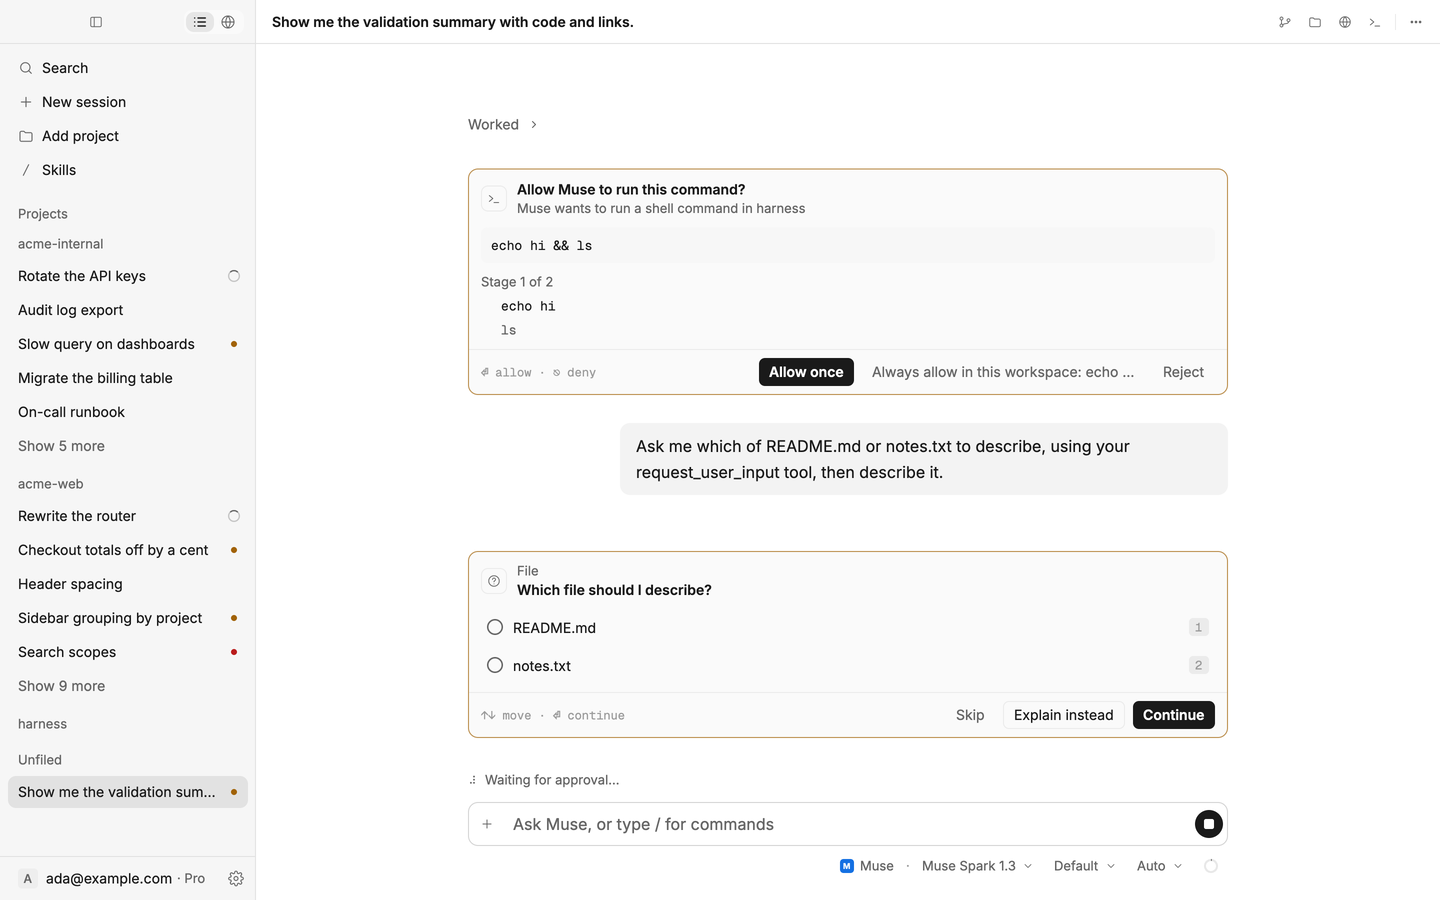 Show me the validation summary with code and links.
Search
New session
Add project
Skills
Projects
acme-internal
Rotate the API keys
Audit log export
Slow query on dashboards
Migrate the billing table
On-call runbook
Show 5 more
acme-web
Rewrite the router
Checkout totals off by a cent
Header spacing
Sidebar grouping by project
Search scopes
Show 9 more
harness
Unfiled
Show me the validation sum...
A ada@example.com · Pro
Worked
Allow Muse to run this command?
Muse wants to run a shell command in harness
echo hi && ls
Stage 1 of 2
echo hi
ls
allow · deny
Allow once
Always allow in this workspace: echo ...
Reject
Ask me which of README.md or notes.txt to describe, using your
request_user_input tool, then describe it.
File
Which file should I describe?
README.md 1
notes.txt 2
move · continue
Skip
Explain instead
Continue
Waiting for approval...
Ask Muse, or type / for commands
M Muse · Muse Spark 1.3 Default Auto